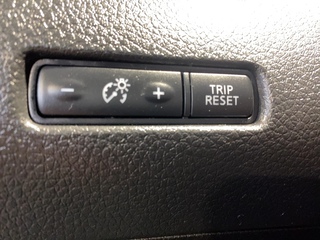 - +
TRIP
RESET